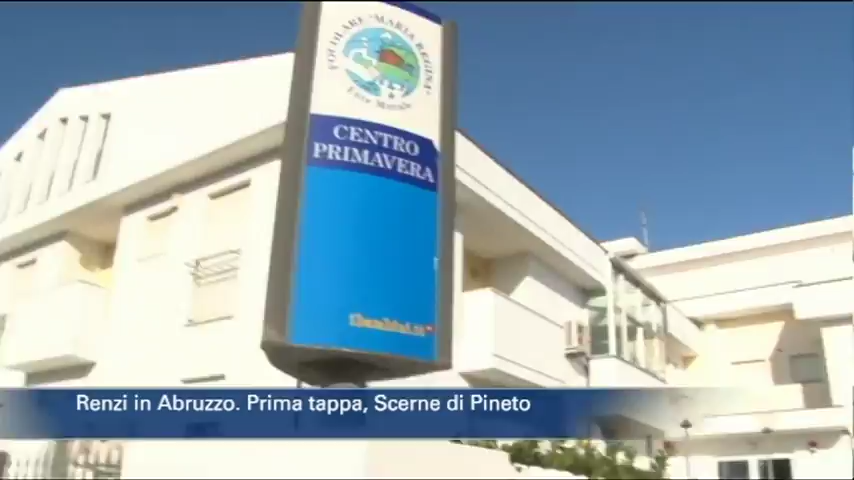 FOCOLARE "MARIA REGINA"
CENTRO
PRIMAVERA
Renzi in Abruzzo. Prima tappa, Scerne di Pineto